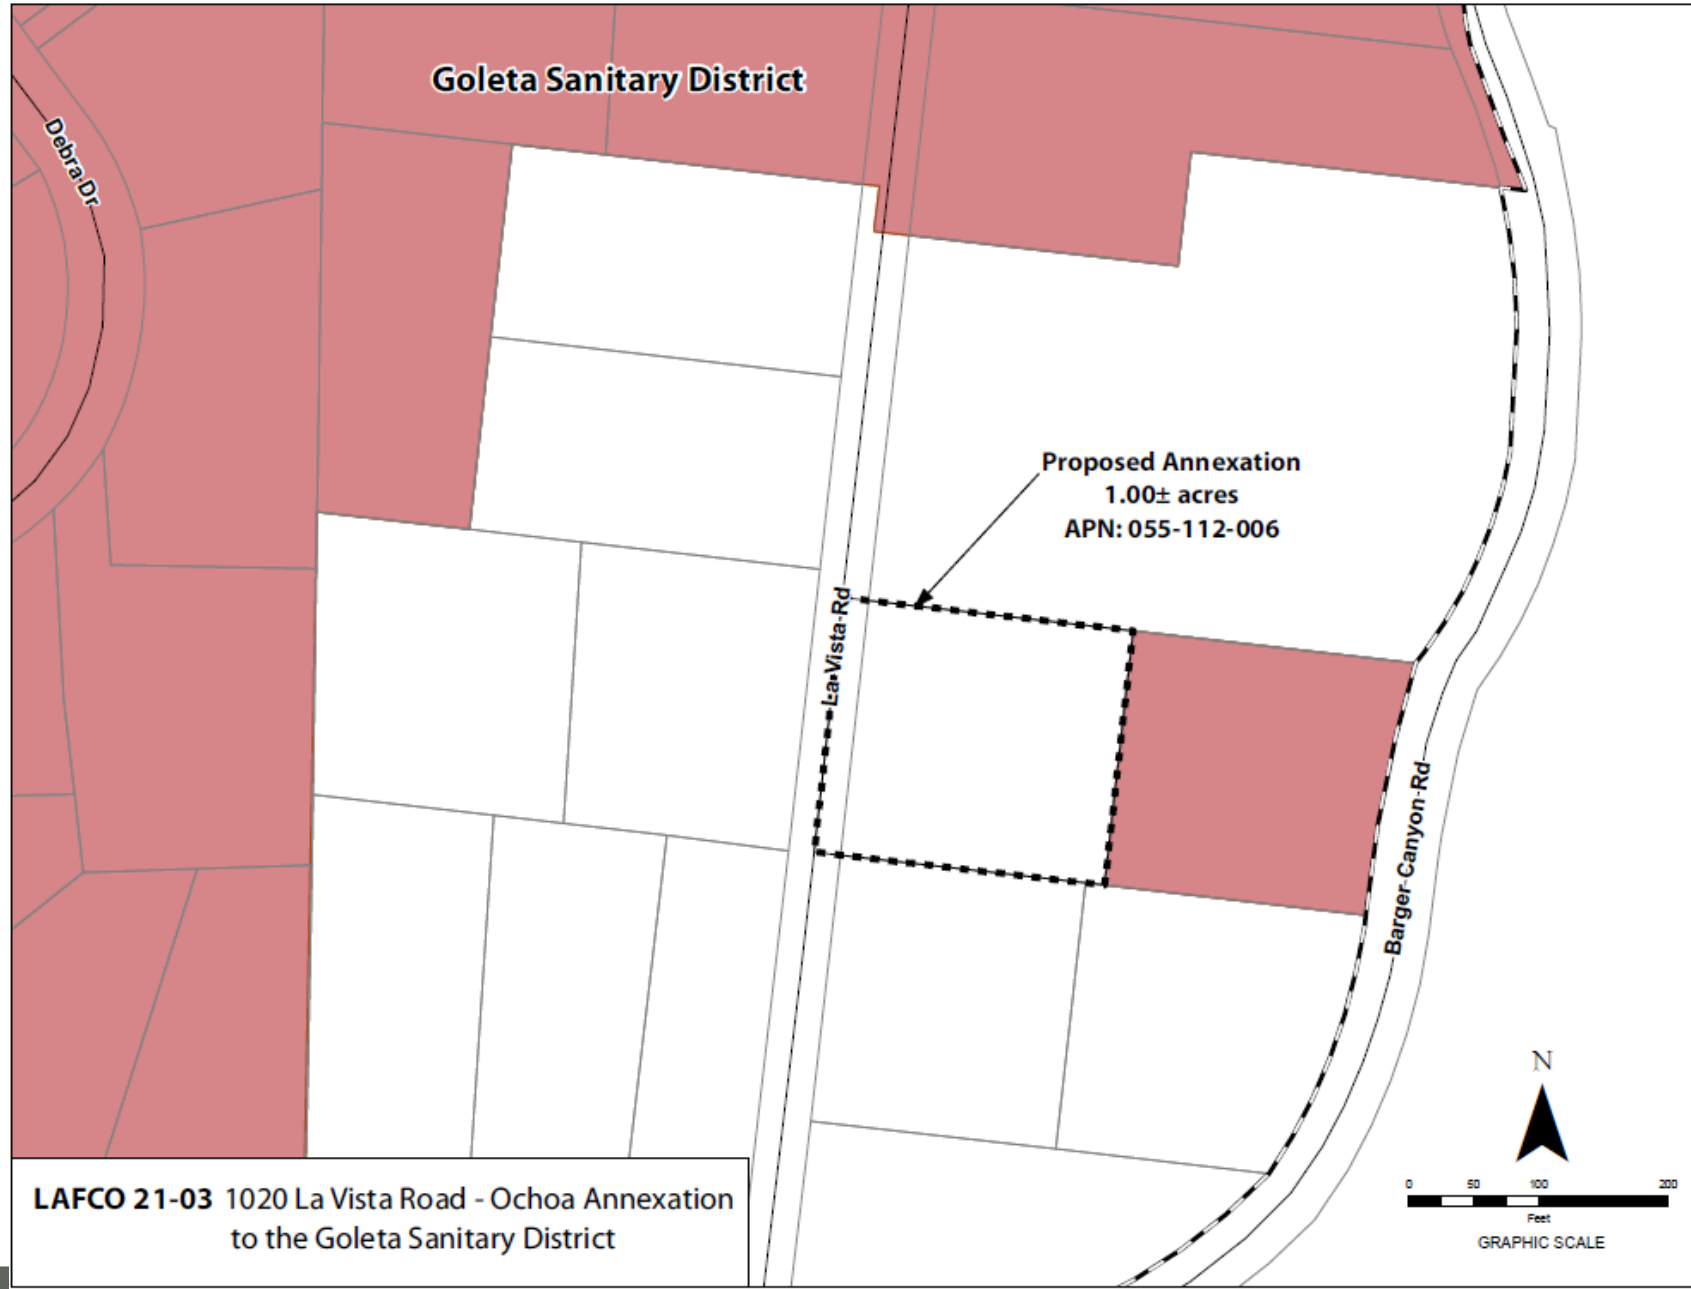 Goleta Sanitary District
Debra Dr
Proposed Annexation
1.00± acres
APN: 055-112-006
La Vista Rd
Barger Canyon Rd
N
0 50 100 200
Feet
GRAPHIC SCALE
LAFCO 21-03 1020 La Vista Road - Ochoa Annexation
to the Goleta Sanitary District